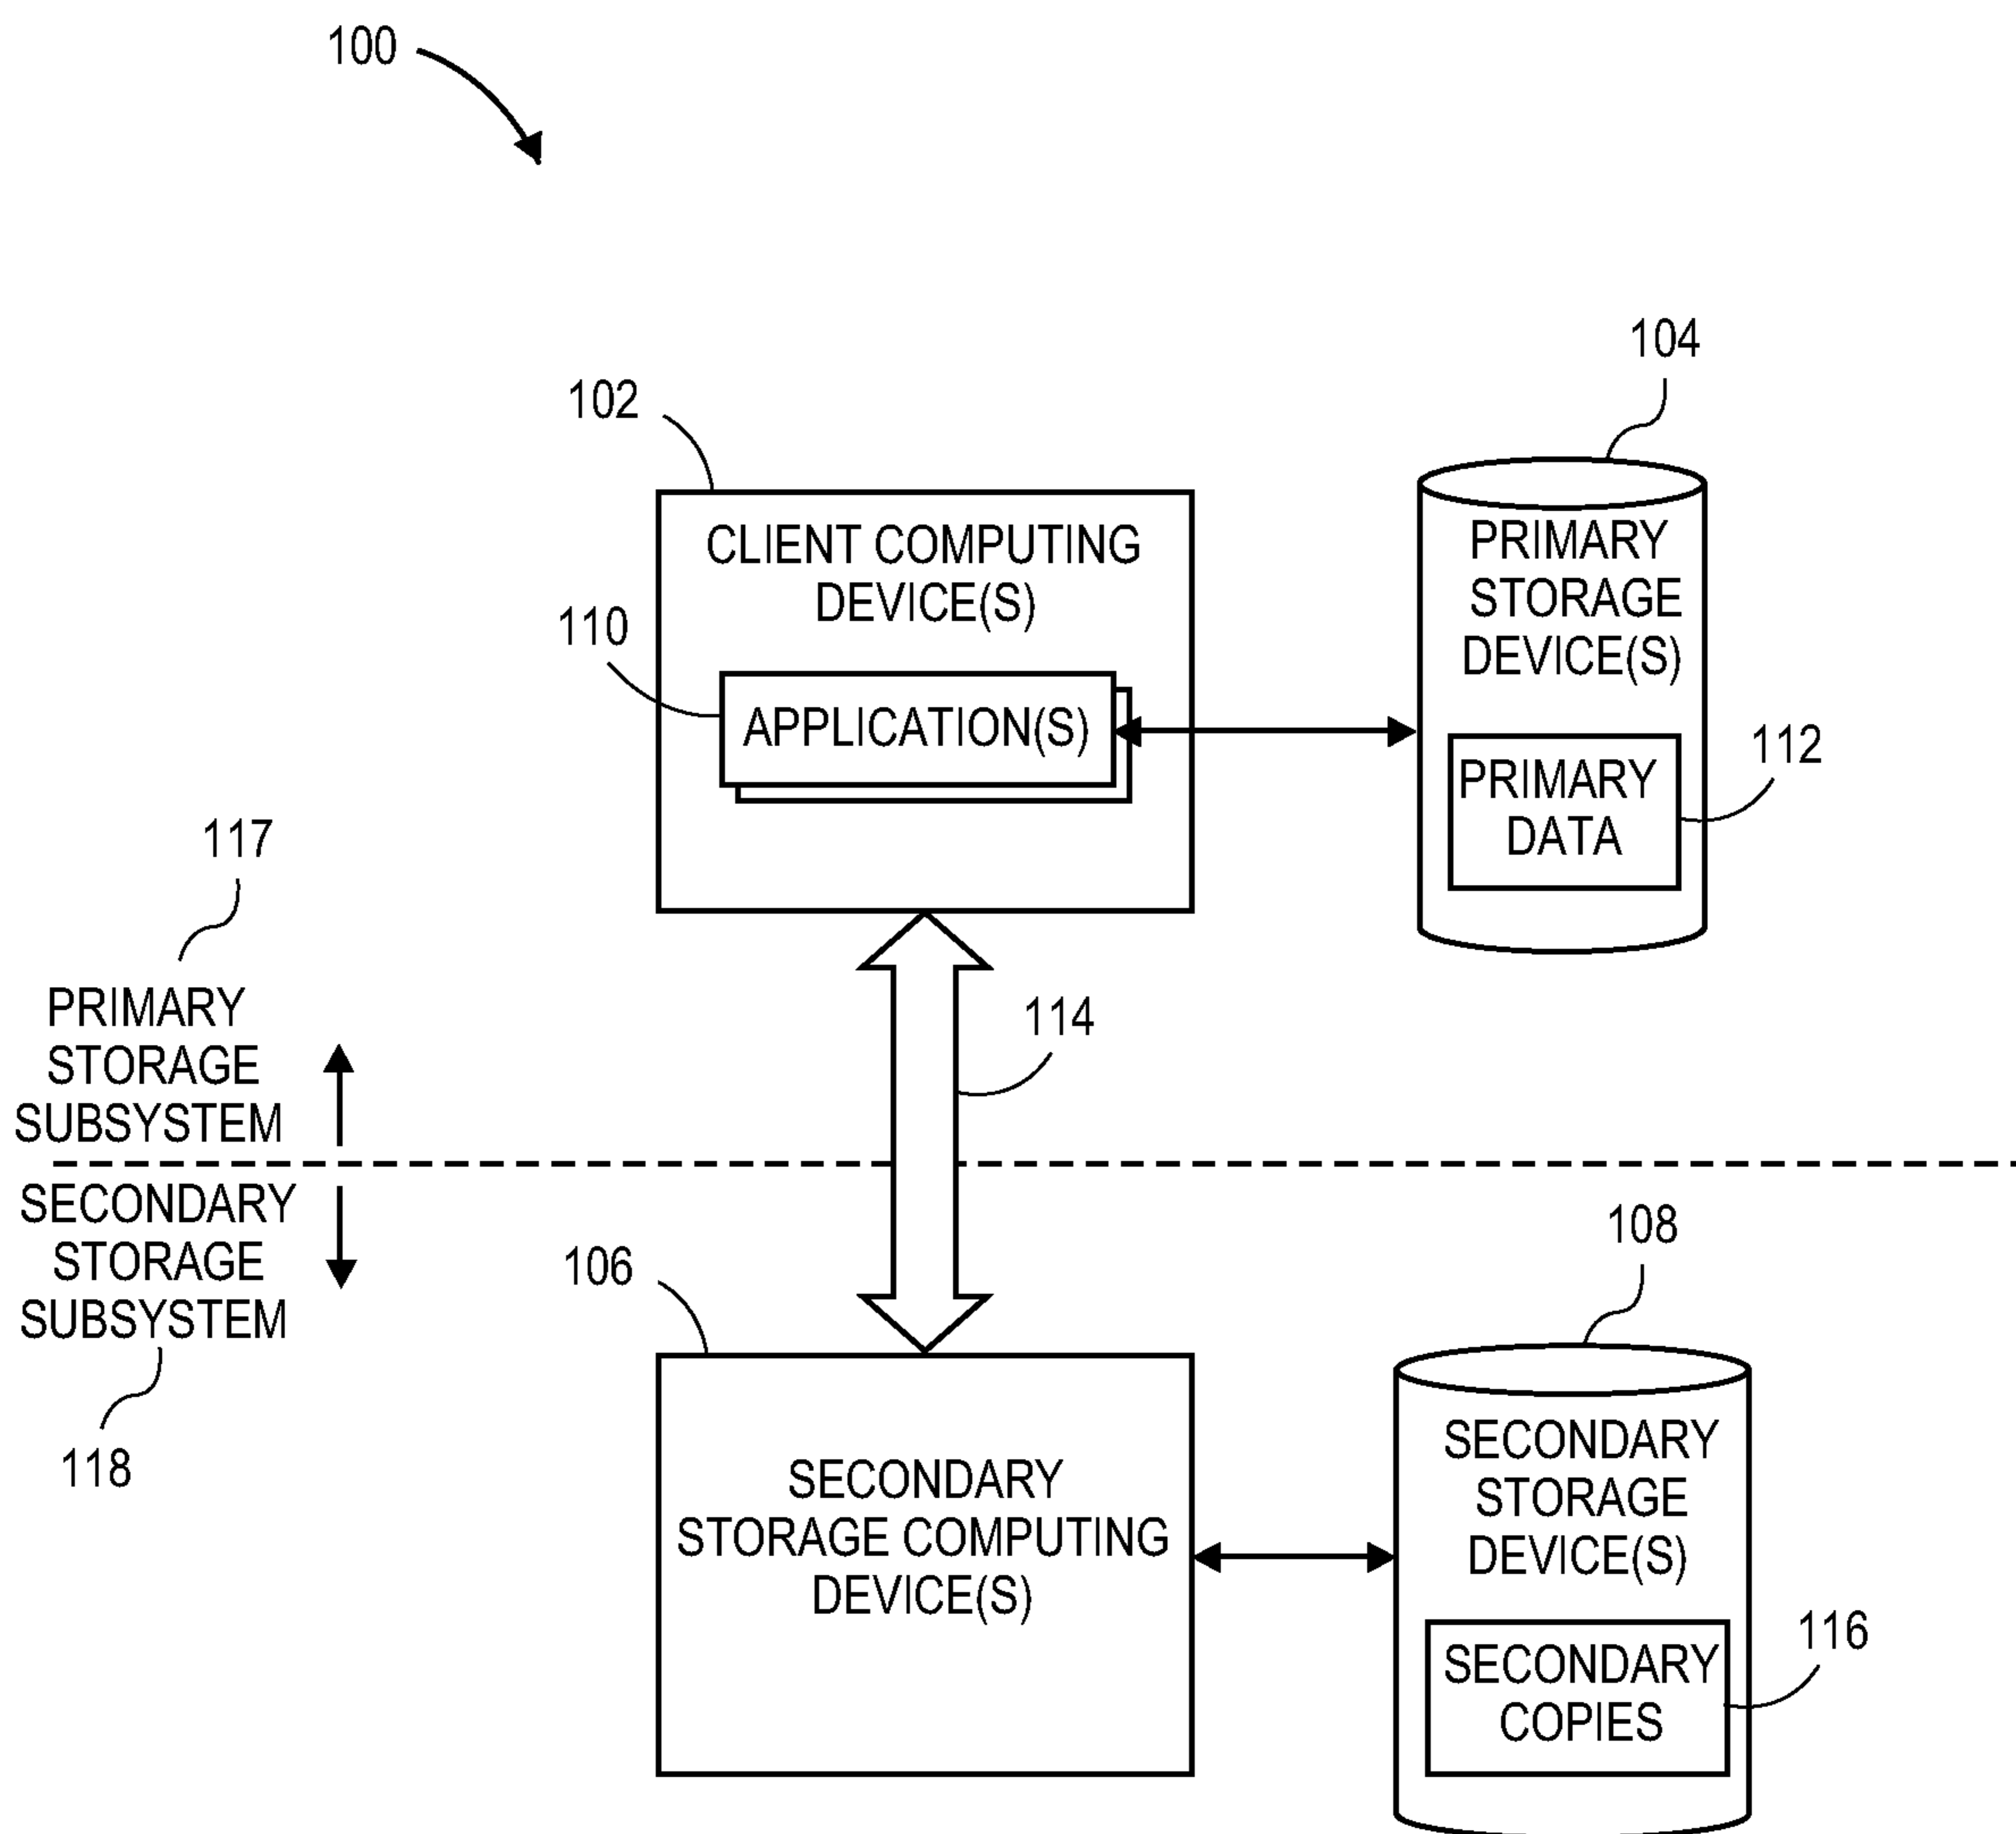 100
104
102
CLIENT COMPUTING
DEVICE(S)
110
APPLICATION(S)
PRIMARY
STORAGE
DEVICE(S)
112
PRIMARY
DATA
117
PRIMARY
STORAGE
SUBSYSTEM
114
SECONDARY
STORAGE
SUBSYSTEM
118
106
SECONDARY
STORAGE COMPUTING
DEVICE(S)
108
SECONDARY
STORAGE
DEVICE(S)
116
SECONDARY
COPIES